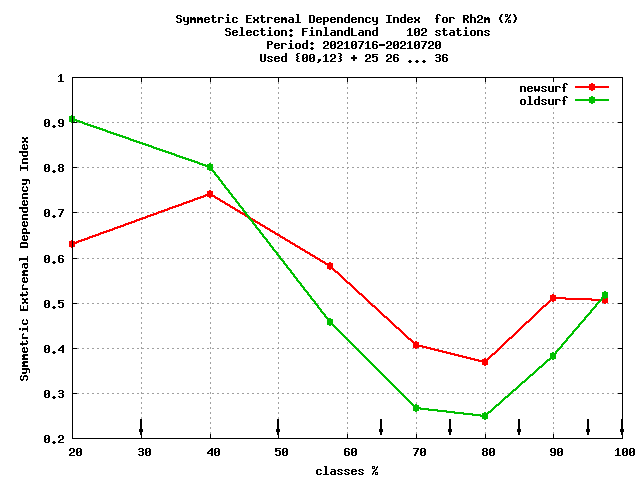 Symmetric Extremal Dependency Index  for Rh2m (%)
Selection: FinlandLand    102 stations
Period: 20210716-20210720
Used {00,12} + 25 26 ... 36
newsurf
oldsurf
Symmetric Extremal Dependency Index
1
0.9
0.8
0.7
0.6
0.5
0.4
0.3
0.2
20 30 40 50 60 70 80 90 100
classes %